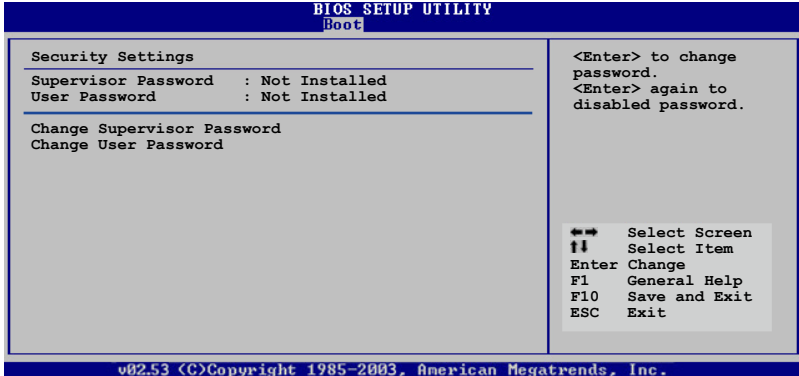 BIOS SETUP UTILITY
Boot
Security Settings
Supervisor Password : Not Installed
User Password : Not Installed
Change Supervisor Password
Change User Password
<Enter> to change
password.
<Enter> again to
disabled password.
←→ Select Screen
↑↓ Select Item
Enter Change
F1 General Help
F10 Save and Exit
ESC Exit
v02.53 (C)Copyright 1985-2003, American Megatrends, Inc.